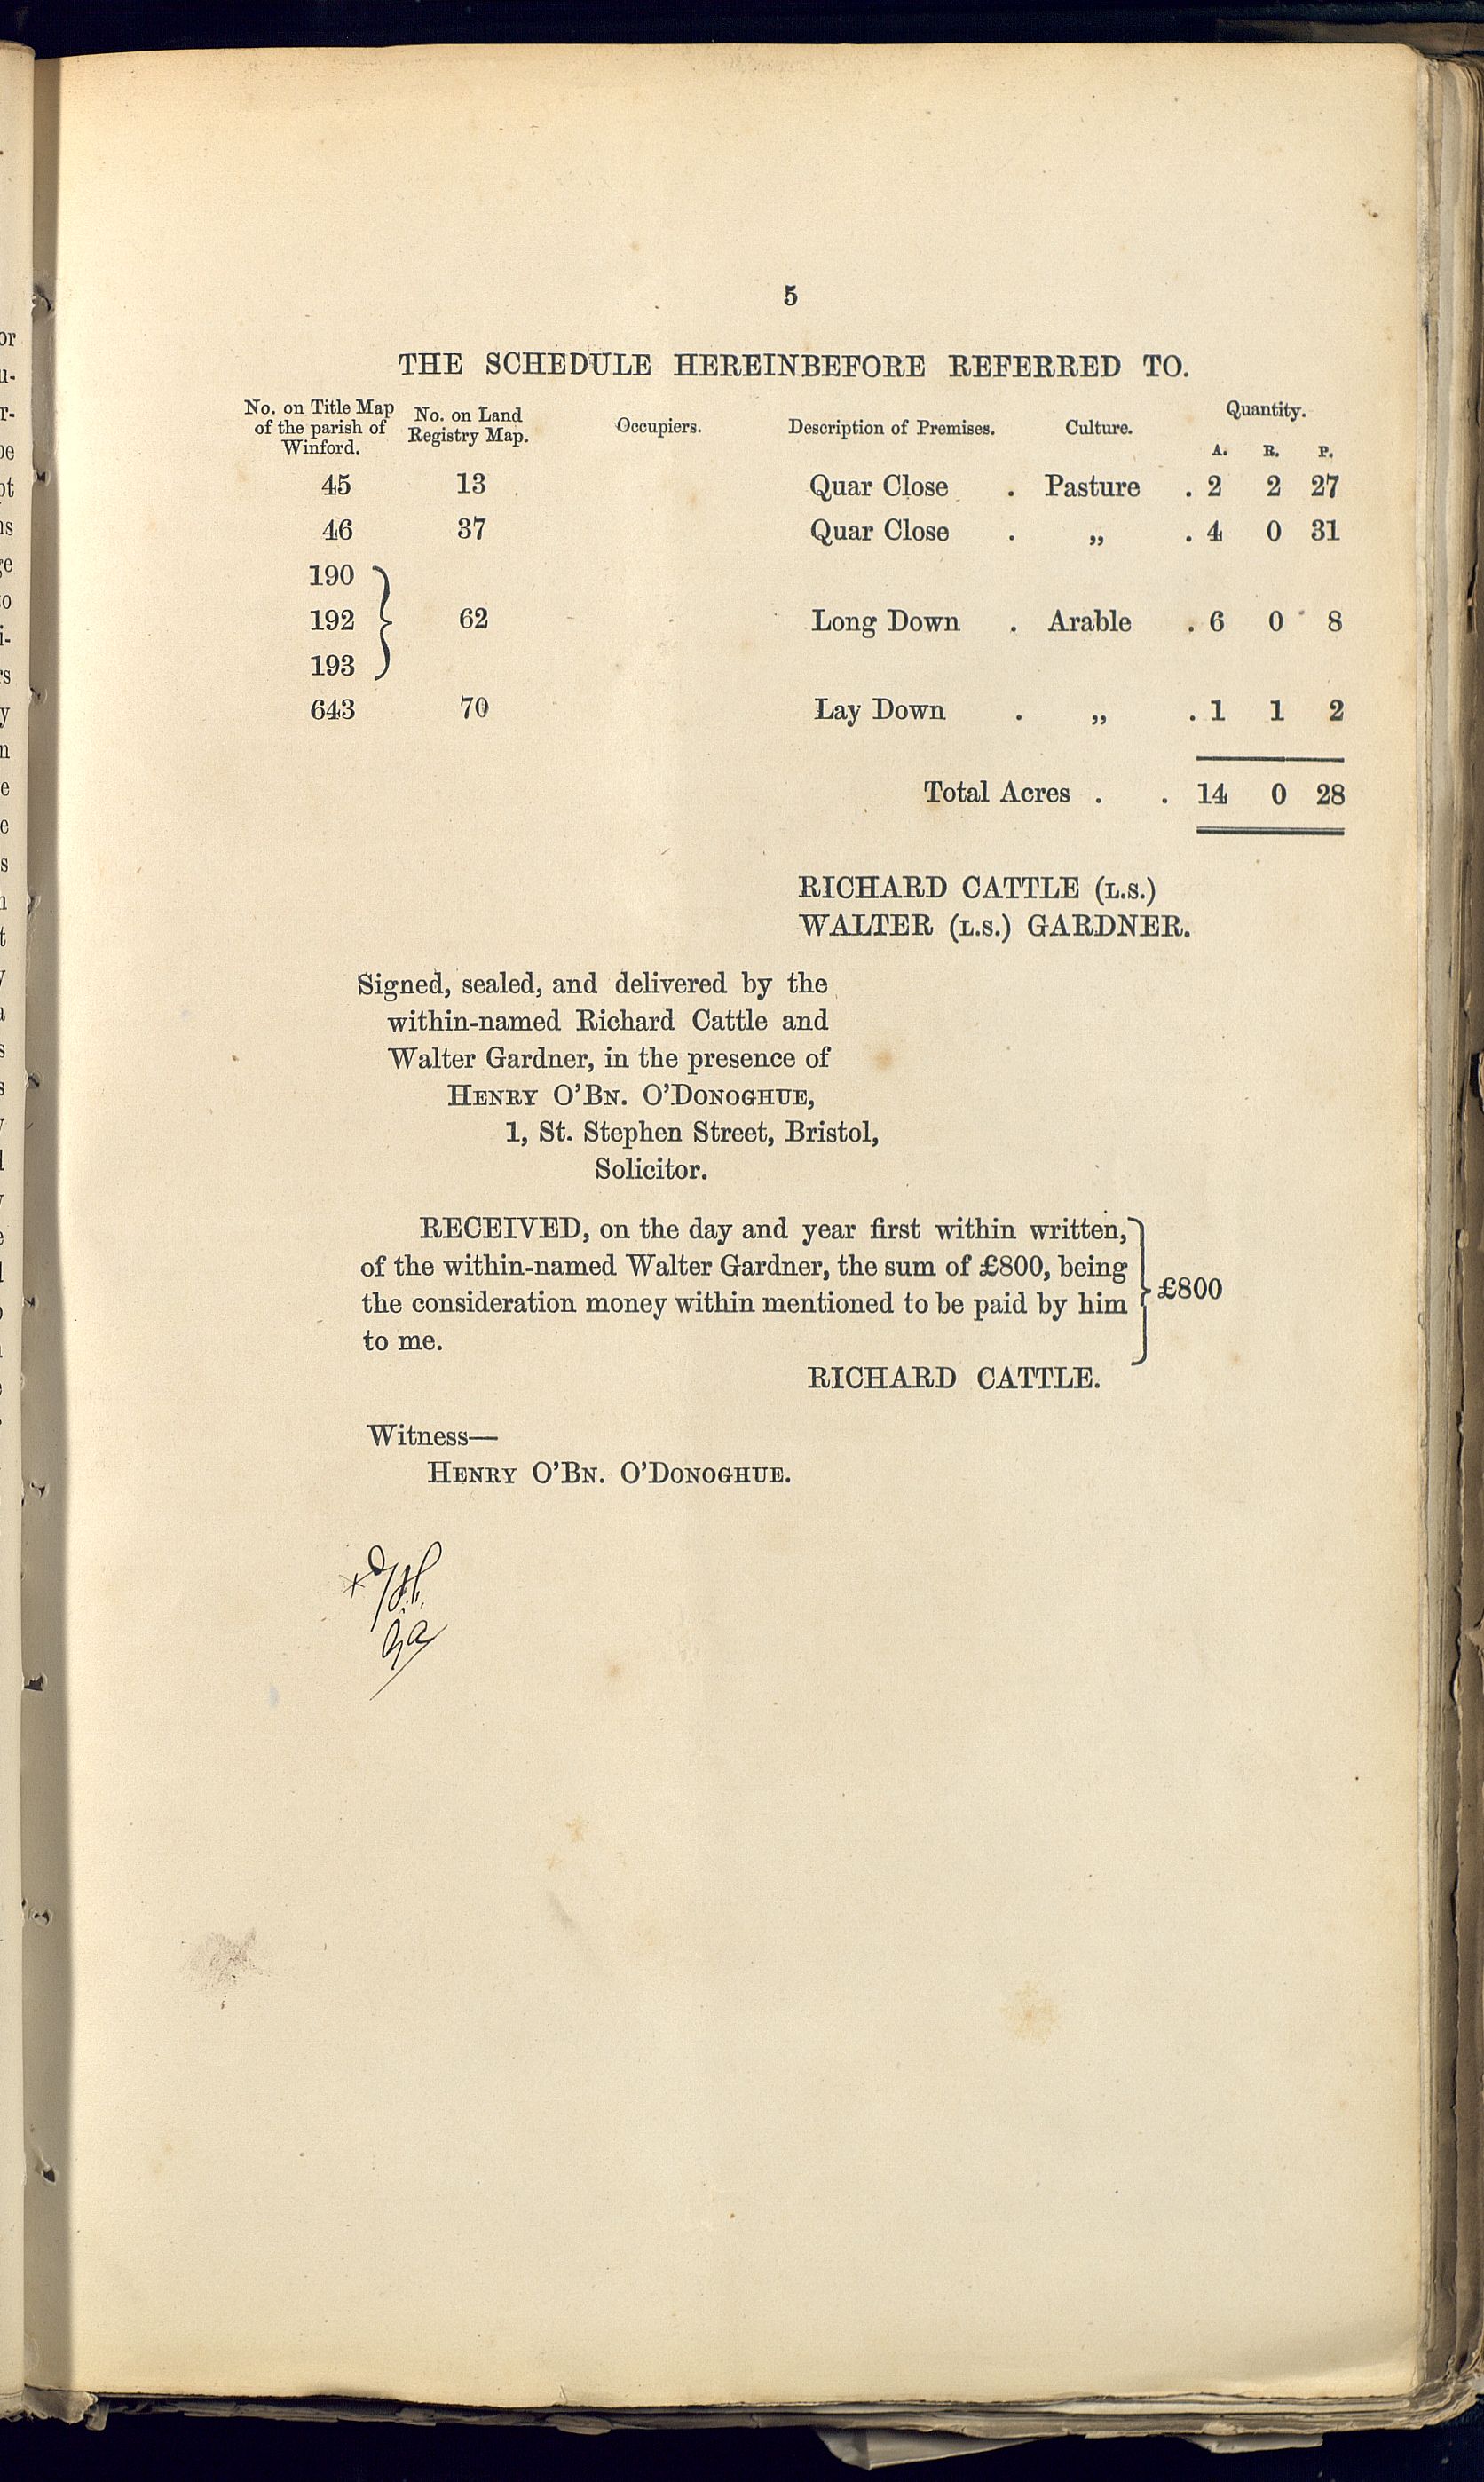 5
THE SCHEDULE HEREINBEFORE REFERRED TO.
No. on Title Map of the parish of Winford. No. on Land Registry Map. Occupiers. Description of Premises. Culture. Quantity.
A. R. P.
45 13 Quar Close . Pasture . 2 2 27
46 37 Quar Close . „ . 4 0 31
190
192 } 62 Long Down . Arable . 6 0 8
193
643 70 Lay Down . „ . 1 1 2
Total Acres . . 14 0 28
RICHARD CATTLE (L.S.)
WALTER (L.S.) GARDNER.
Signed, sealed, and delivered by the
within-named Richard Cattle and
Walter Gardner, in the presence of
HENRY O'BN. O'DONOGHUE,
1, St. Stephen Street, Bristol,
Solicitor.
RECEIVED, on the day and year first within written,
of the within-named Walter Gardner, the sum of £800, being
the consideration money within mentioned to be paid by him } £800
to me.
RICHARD CATTLE.
Witness—
HENRY O'BN. O'DONOGHUE.